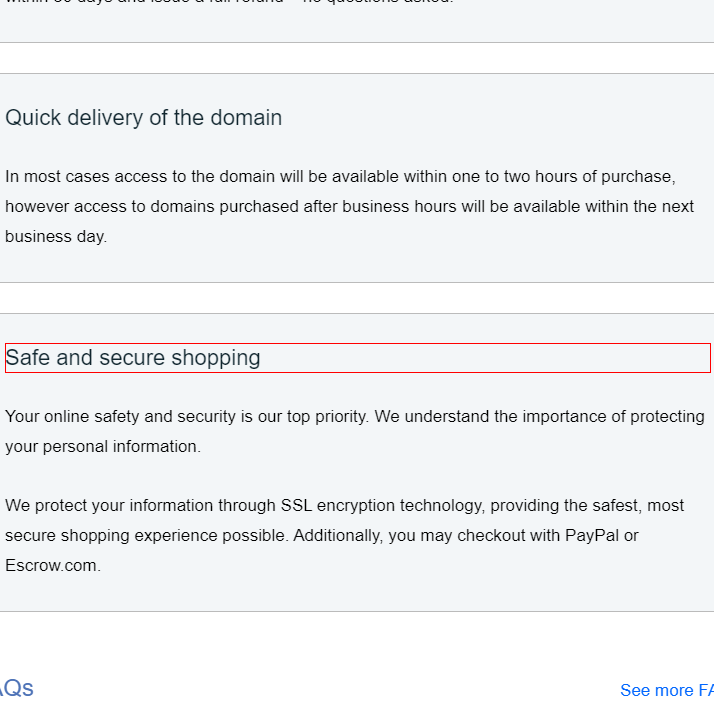 Quick delivery of the domain
In most cases access to the domain will be available within one to two hours of purchase,
however access to domains purchased after business hours will be available within the next
business day.
Safe and secure shopping
Your online safety and security is our top priority. We understand the importance of protecting
your personal information.
We protect your information through SSL encryption technology, providing the safest, most
secure shopping experience possible. Additionally, you may checkout with PayPal or
Escrow.com.
See more